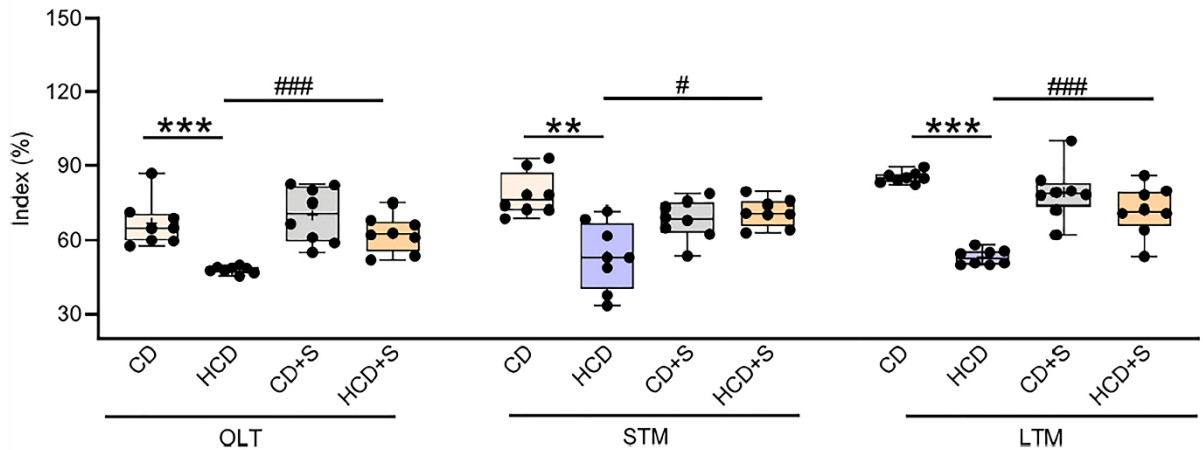 150
120
90
60
30
Index (%)
***
###
**
#
***
###
CD
HCD
CD+S
HCD+S
CD
HCD
CD+S
HCD+S
CD
HCD
CD+S
HCD+S
OLT
STM
LTM